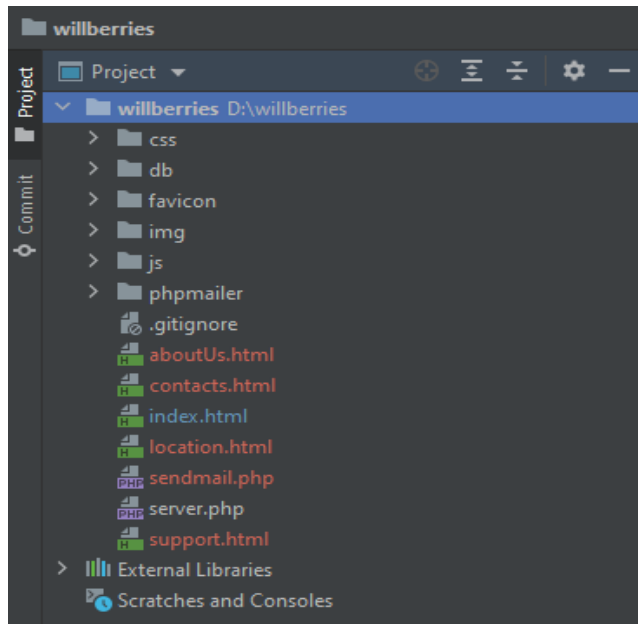 willberries
Project
Project
Commit
willberries D:\willberries
css
db
favicon
img
js
phpmailer
.gitignore
aboutUs.html
contacts.html
index.html
location.html
sendmail.php
server.php
support.html
External Libraries
Scratches and Consoles